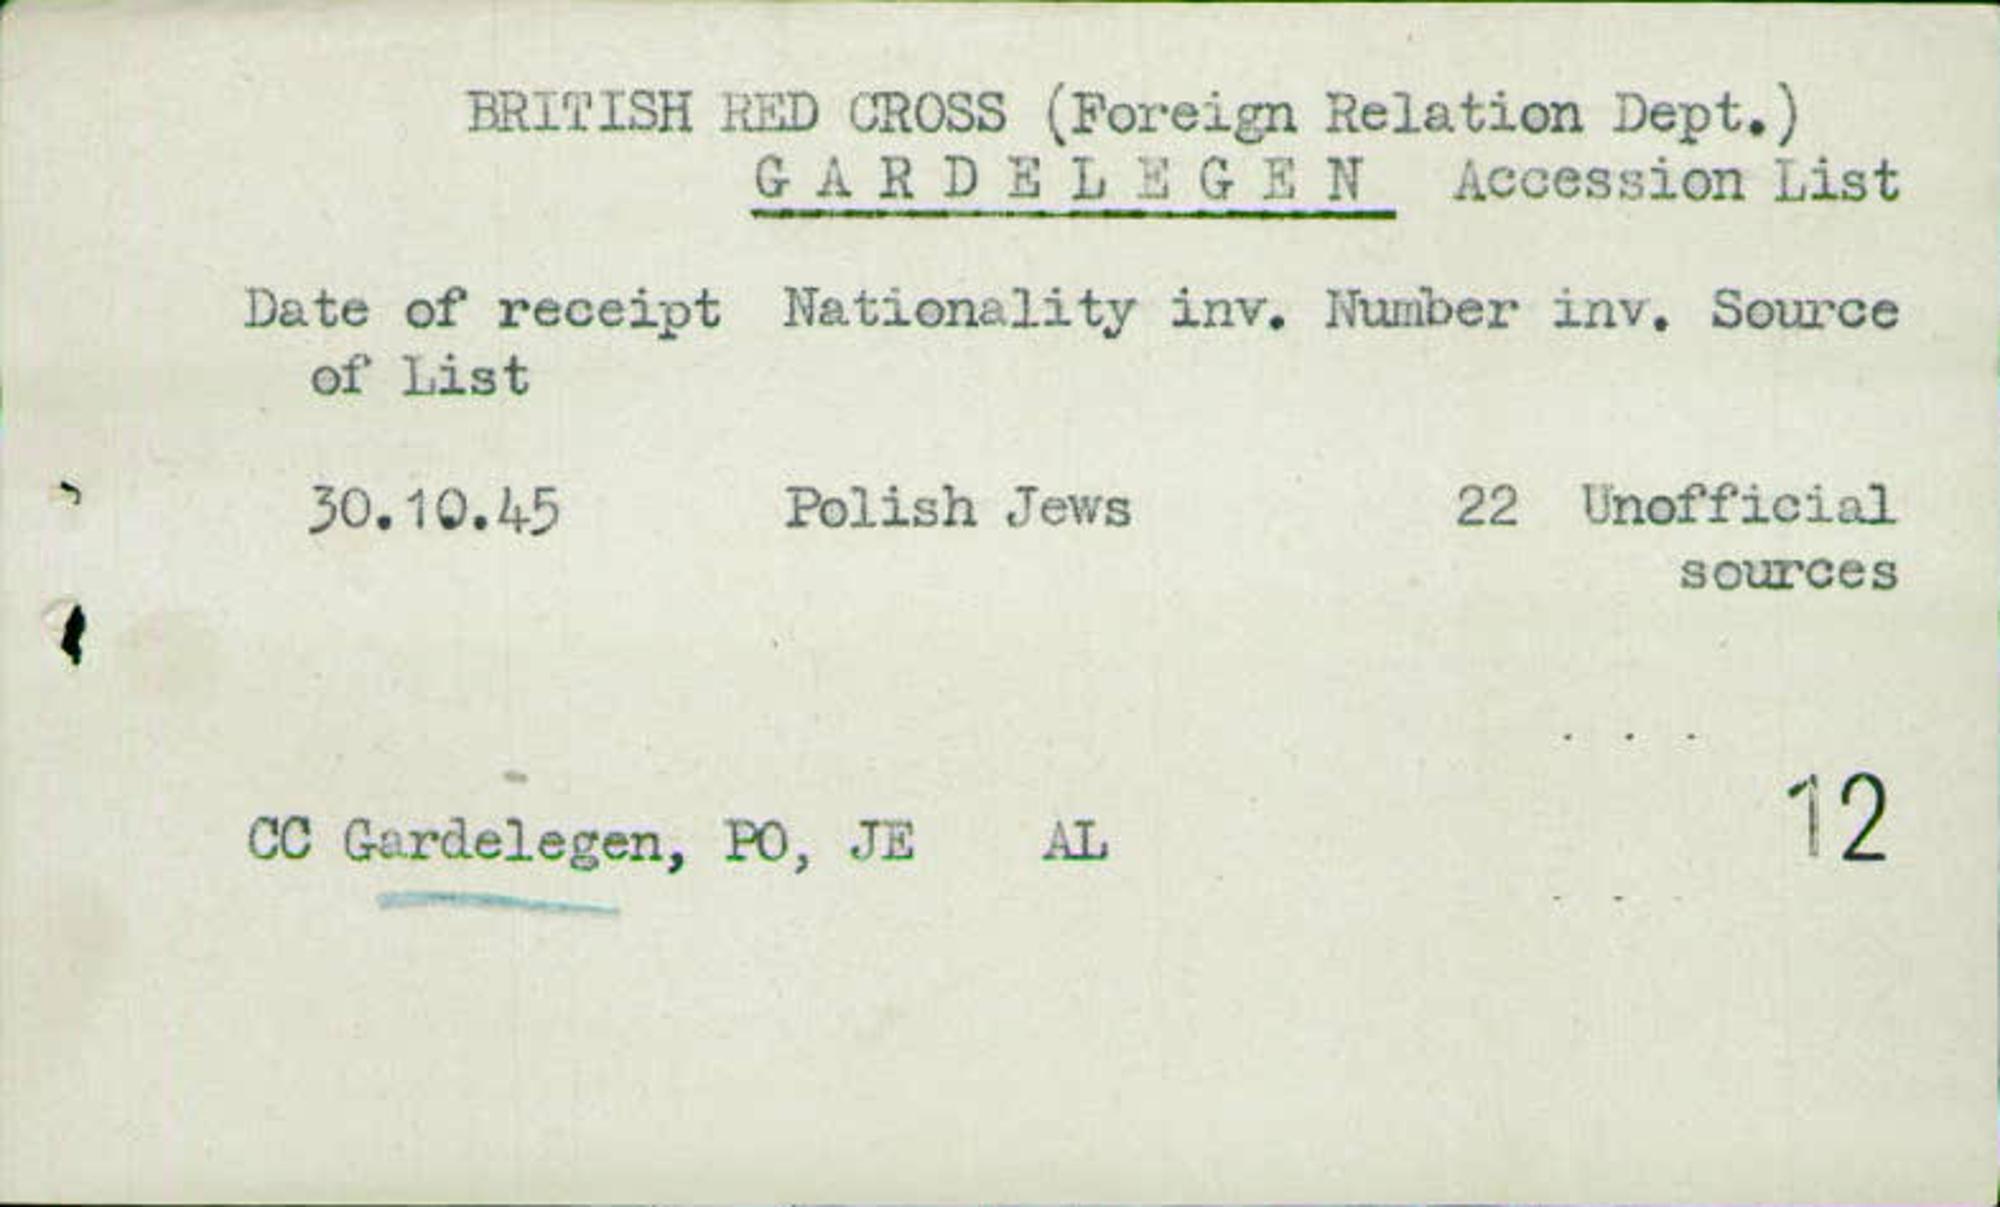 BRITISH RED CROSS (Foreign Relation Dept.)
GARDELEGEN Accession List
Date of receipt Nationality inv. Number inv. Source
of List
30.10.45 Polish Jews 22 Unofficial
sources
12
CC Gardelegen, PO, JE AL